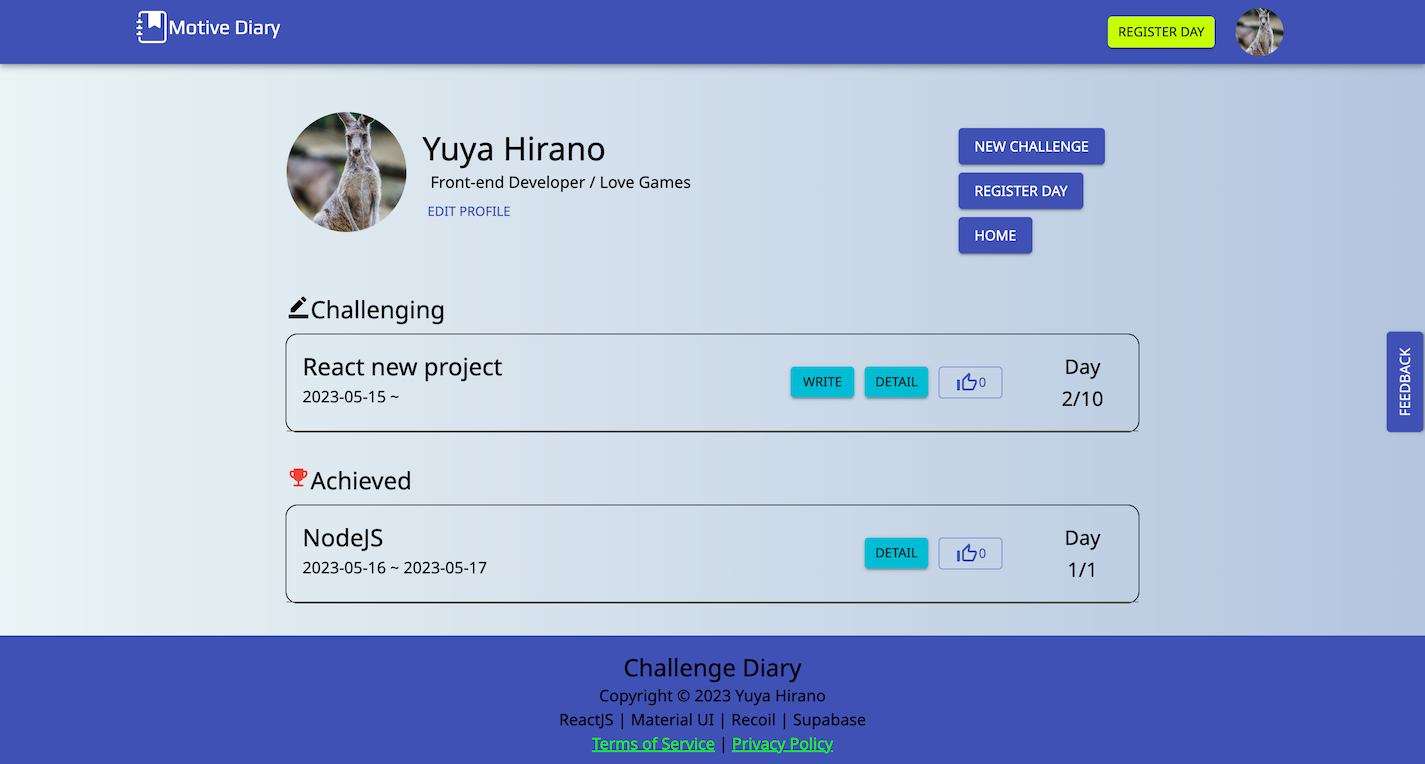 Motive Diary
REGISTER DAY
Yuya Hirano
Front-end Developer / Love Games
EDIT PROFILE
NEW CHALLENGE
REGISTER DAY
HOME
Challenging
React new project
2023-05-15 ~
WRITE
DETAIL
0
Day
2/10
FEEDBACK
Achieved
NodeJS
2023-05-16 ~ 2023-05-17
DETAIL
0
Day
1/1
Challenge Diary
Copyright © 2023 Yuya Hirano
ReactJS | Material UI | Recoil | Supabase
Terms of Service | Privacy Policy